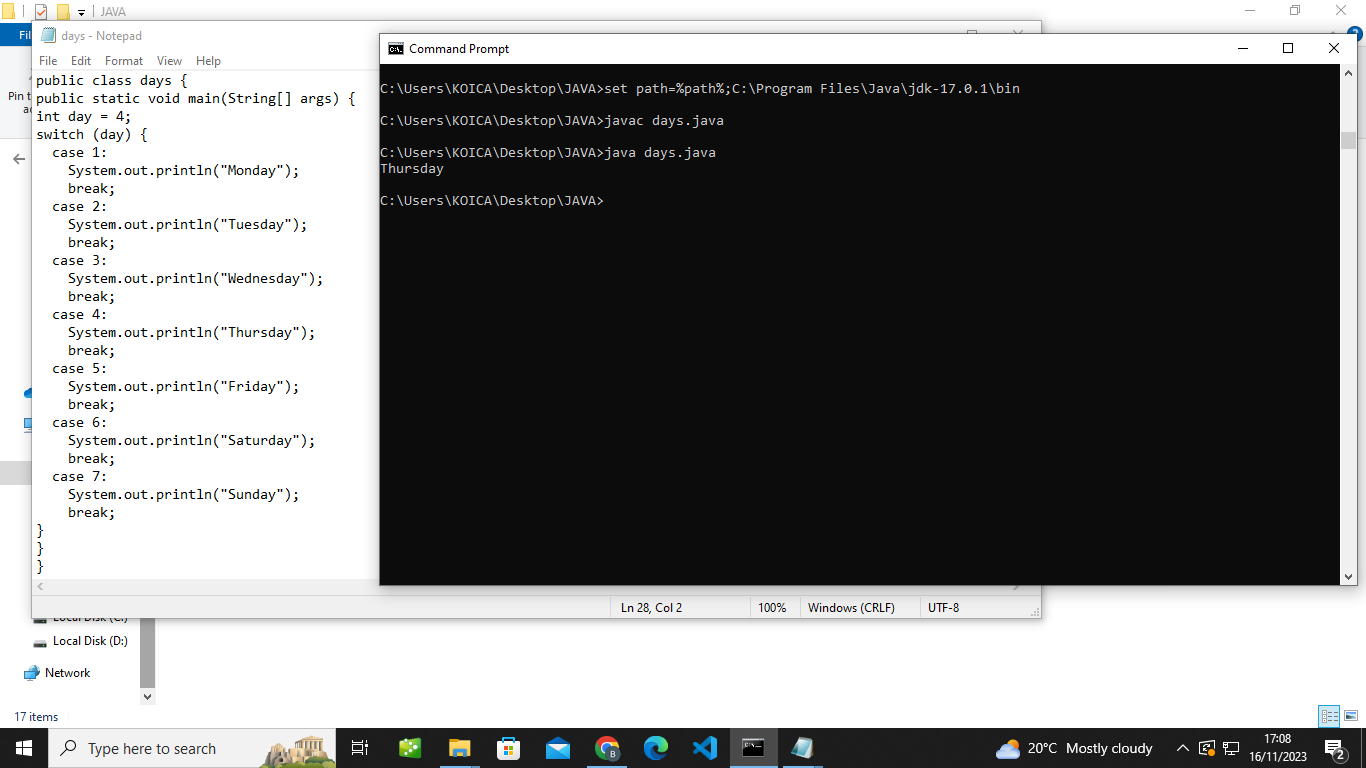 JAVA
Fil
days - Notepad
File Edit Format View Help
public class days {
public static void main(String[] args) {
int day = 4;
switch (day) {
  case 1:
    System.out.println("Monday");
    break;
  case 2:
    System.out.println("Tuesday");
    break;
  case 3:
    System.out.println("Wednesday");
    break;
  case 4:
    System.out.println("Thursday");
    break;
  case 5:
    System.out.println("Friday");
    break;
  case 6:
    System.out.println("Saturday");
    break;
  case 7:
    System.out.println("Sunday");
    break;
}
}
}
Ln 28, Col 2 100% Windows (CRLF) UTF-8
Command Prompt
C:\Users\KOICA\Desktop\JAVA>set path=%path%;C:\Program Files\Java\jdk-17.0.1\bin
C:\Users\KOICA\Desktop\JAVA>javac days.java
C:\Users\KOICA\Desktop\JAVA>java days.java
Thursday
C:\Users\KOICA\Desktop\JAVA>
Pin t
ac
Local Disk (C:)
Local Disk (D:)
Network
17 items
Type here to search
20°C Mostly cloudy
17:08
16/11/2023
2